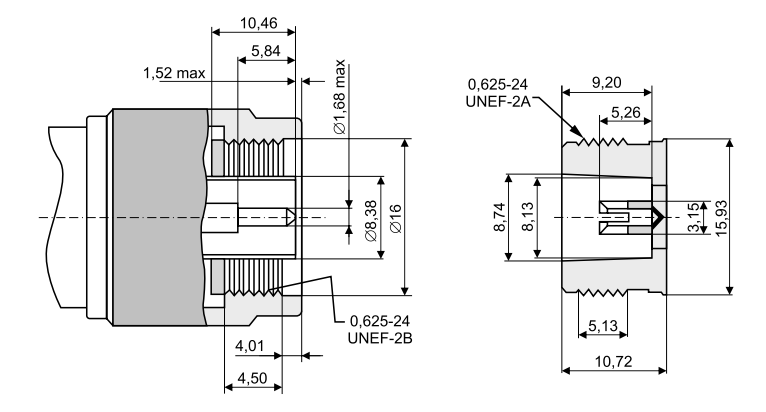 10,46
5,84
1,52 max
Ø1,68 max
Ø8,38
Ø16
0,625-24
UNEF-2B
4,01
4,50
0,625-24
UNEF-2A
9,20
5,26
8,74
8,13
3,15
15,93
5,13
10,72